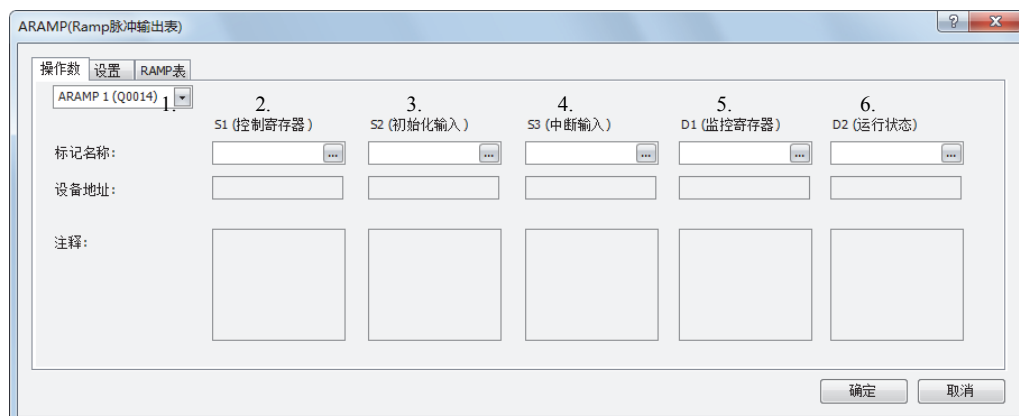 ARAMP(Ramp脉冲输出表)
操作数 设置 RAMP表
ARAMP 1 (Q0014) 1. 2. 3. 4. 5. 6.
S1 (控制寄存器) S2 (初始化输入) S3 (中断输入) D1 (监控寄存器) D2 (运行状态)
标记名称: ... ... ... ... ...
设备地址:
注释:
确定 取消